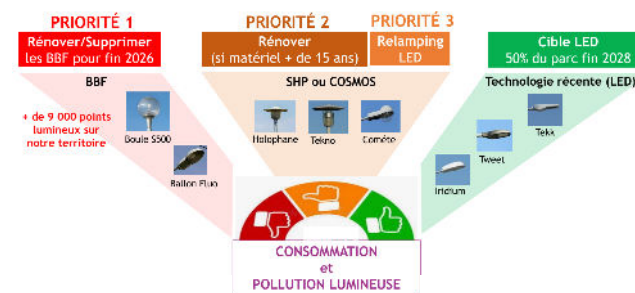 PRIORITÉ 1
Rénover/Supprimer
les BBF pour fin 2026
BBF
+ de 9 000 points
lumineux sur
notre territoire
Boule S500
Ballon Fluo
PRIORITÉ 2
Rénover
(si matériel + de 15 ans)
PRIORITÉ 3
Relamping
LED
SHP ou COSMOS
Holophane
Tekno
Cométe
Cible LED
50% du parc fin 2028
Technologie récente (LED)
Tekk
Tweet
Iridium
CONSOMMATION
et
POLLUTION LUMINEUSE